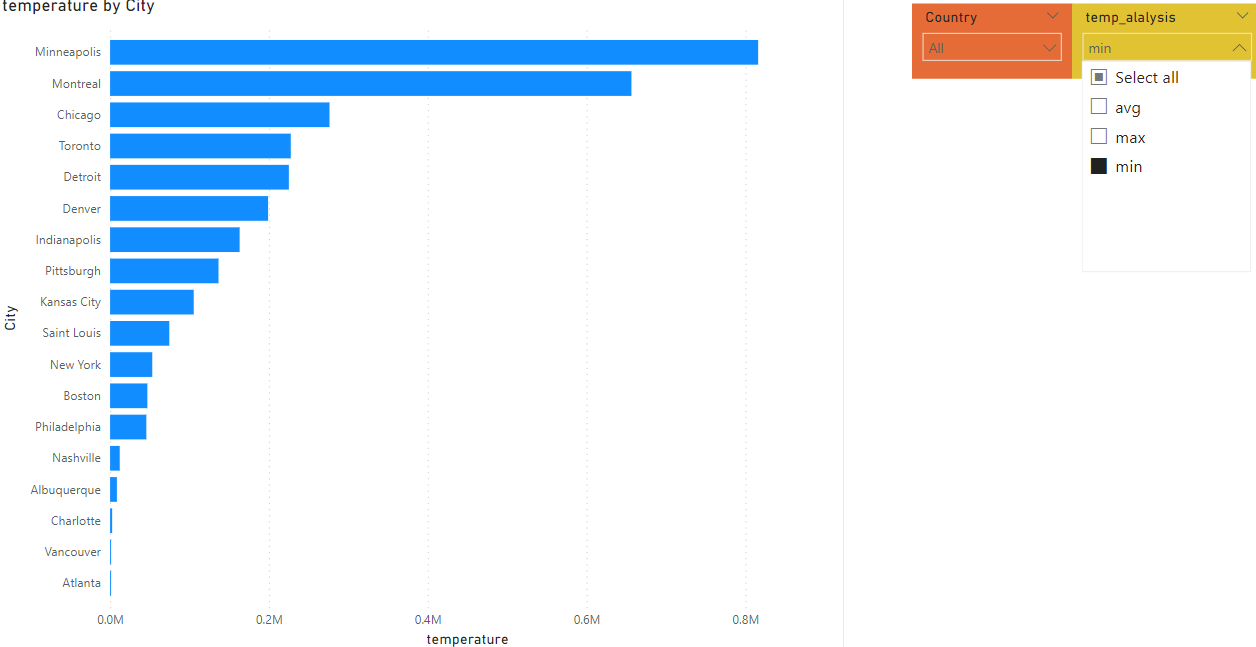 temperature by City
City
Minneapolis
Montreal
Chicago
Toronto
Detroit
Denver
Indianapolis
Pittsburgh
Kansas City
Saint Louis
New York
Boston
Philadelphia
Nashville
Albuquerque
Charlotte
Vancouver
Atlanta
0.0M 0.2M 0.4M 0.6M 0.8M
temperature
Country
All
temp_alalysis
min
Select all
avg
max
min